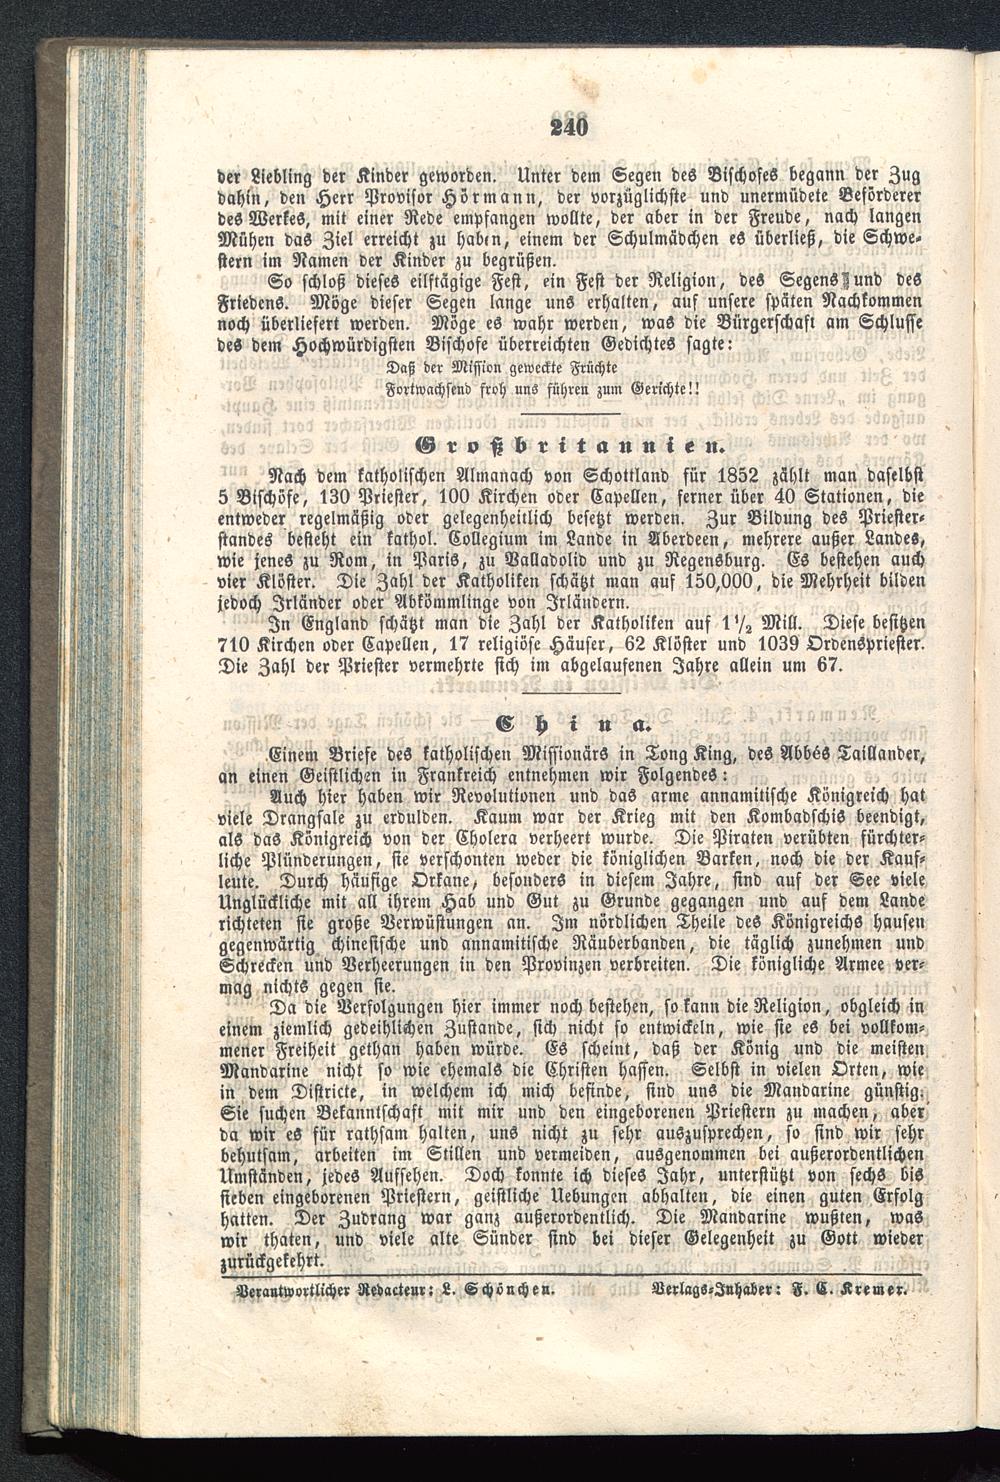 240
der Liebling der Kinder geworden. Unter dem Segen des Bischofes begann der Zug
dahin, den Herr Provisor Hörmann, der vorzüglichste und unermüdete Beförderer
des Werkes, mit einer Rede empfangen wollte, der aber in der Freude, nach langen
Mühen das Ziel erreicht zu haben, einem der Schulmädchen es überließ, die Schwe-
stern im Namen der Kinder zu begrüßen.
So schloß dieses eilftägige Fest, ein Fest der Religion, des Segens und des
Friedens. Möge dieser Segen lange uns erhalten, auf unsere späten Nachkommen
noch überliefert werden. Möge es wahr werden, was die Bürgerschaft am Schlusse
des dem Hochwürdigsten Bischofe überreichten Gedichtes sagte:
Daß der Mission geweckte Früchte
Fortwachsend froh uns führen zum Gerichte!!
Großbritannien.
Nach dem katholischen Almanach von Schottland für 1852 zählt man daselbst
5 Bischöfe, 130 Priester, 100 Kirchen oder Capellen, ferner über 40 Stationen, die
entweder regelmäßig oder gelegenheitlich besetzt werden. Zur Bildung des Priester-
standes besteht ein kathol. Collegium im Lande in Aberdeen, mehrere außer Landes,
wie jenes zu Rom, in Paris, zu Valladolid und zu Regensburg. Es bestehen auch
vier Klöster. Die Zahl der Katholiken schätzt man auf 150,000, die Mehrheit bilden
jedoch Irländer oder Abkömmlinge von Irländern.
In England schätzt man die Zahl der Katholiken auf 1 1/2 Mill. Diese besitzen
710 Kirchen oder Capellen, 17 religiöse Häuser, 62 Klöster und 1039 Ordenspriester.
Die Zahl der Priester vermehrte sich im abgelaufenen Jahre allein um 67.
China.
Einem Briefe des katholischen Missionärs in Tong King, des Abbés Taillander,
an einen Geistlichen in Frankreich entnehmen wir Folgendes:
Auch hier haben wir Revolutionen und das arme annamitische Königreich hat
viele Drangsale zu erdulden. Kaum war der Krieg mit den Kombadschis beendigt,
als das Königreich von der Cholera verheert wurde. Die Piraten verübten fürchter-
liche Plünderungen, sie verschonten weder die königlichen Barken, noch die der Kauf-
leute. Durch häufige Orkane, besonders in diesem Jahre, sind auf der See viele
Unglückliche mit all ihrem Hab und Gut zu Grunde gegangen und auf dem Lande
richteten sie große Verwüstungen an. Im nördlichen Theile des Königreichs hausen
gegenwärtig chinesische und annamitische Räuberbanden, die täglich zunehmen und
Schrecken und Verheerungen in den Provinzen verbreiten. Die königliche Armee ver-
mag nichts gegen sie.
Da die Verfolgungen hier immer noch bestehen, so kann die Religion, obgleich in
einem ziemlich gedeihlichen Zustande, sich nicht so entwickeln, wie sie es bei vollkom-
mener Freiheit gethan haben würde. Es scheint, daß der König und die meisten
Mandarine nicht so wie ehemals die Christen hassen. Selbst in vielen Orten, wie
in dem Districte, in welchem ich mich befinde, sind uns die Mandarine günstig.
Sie suchen Bekanntschaft mit mir und den eingeborenen Priestern zu machen, aber
da wir es für rathsam halten, uns nicht zu sehr auszusprechen, so sind wir sehr
behutsam, arbeiten im Stillen und vermeiden, ausgenommen bei außerordentlichen
Umständen, jedes Aufsehen. Doch konnte ich dieses Jahr, unterstützt von sechs bis
sieben eingeborenen Priestern, geistliche Uebungen abhalten, die einen guten Erfolg
hatten. Der Zudrang war ganz außerordentlich. Die Mandarine wußten, was
wir thaten, und viele alte Sünder sind bei dieser Gelegenheit zu Gott wieder
zurückgekehrt.
Verantwortlicher Redacteur: L. Schönchen. Verlags-Inhaber: F. C. Kremer.